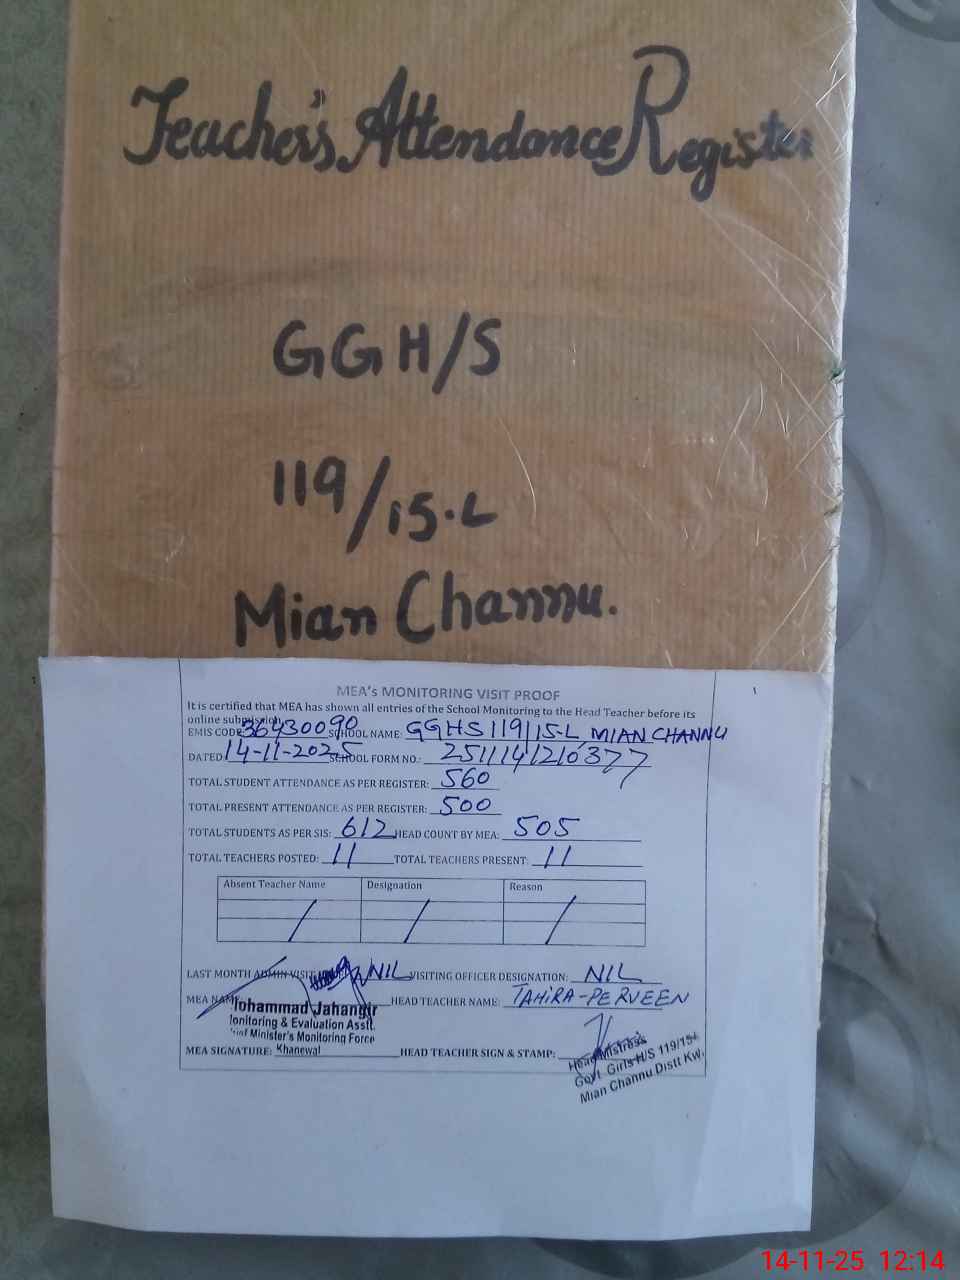 Teacher's Attendance Register
GGH/S
119/15.L
Mian Channu.
MEA's MONITORING VISIT PROOF
It is certified that MEA has shown all entries of the School Monitoring to the Head Teacher before its
online submission.
EMIS CODE: 36430090 SCHOOL NAME: GGHS 119/15-L MIAN CHANNU
DATED: 14-11-2025 SCHOOL FORM NO.: 2511141210377
TOTAL STUDENT ATTENDANCE AS PER REGISTER: 560
TOTAL PRESENT ATTENDANCE AS PER REGISTER: 500
TOTAL STUDENTS AS PER SIS: 612 HEAD COUNT BY MEA: 505
TOTAL TEACHERS POSTED: 11 TOTAL TEACHERS PRESENT: 11
Absent Teacher Name Designation Reason
/ / /
LAST MONTH ADMIN VISIT NIL VISITING OFFICER DESIGNATION: NIL
MEA NAME HEAD TEACHER NAME: TAHIRA-PERVEEN
Mohammad Jahangir
Monitoring & Evaluation Asstt.
Chief Minister's Monitoring Force
MEA SIGNATURE: Khanewal HEAD TEACHER SIGN & STAMP:
Head Mistress
Govt Girls H/S 119/15-L
Mian Channu Distt Kw.
14-11-25 12:14